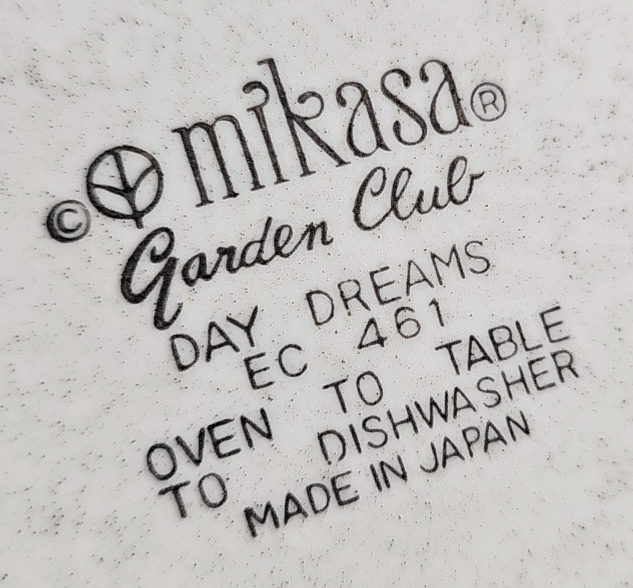 © mikasa ®
Garden Club
DAY DREAMS
EC 461
OVEN TO TABLE
TO DISHWASHER
MADE IN JAPAN